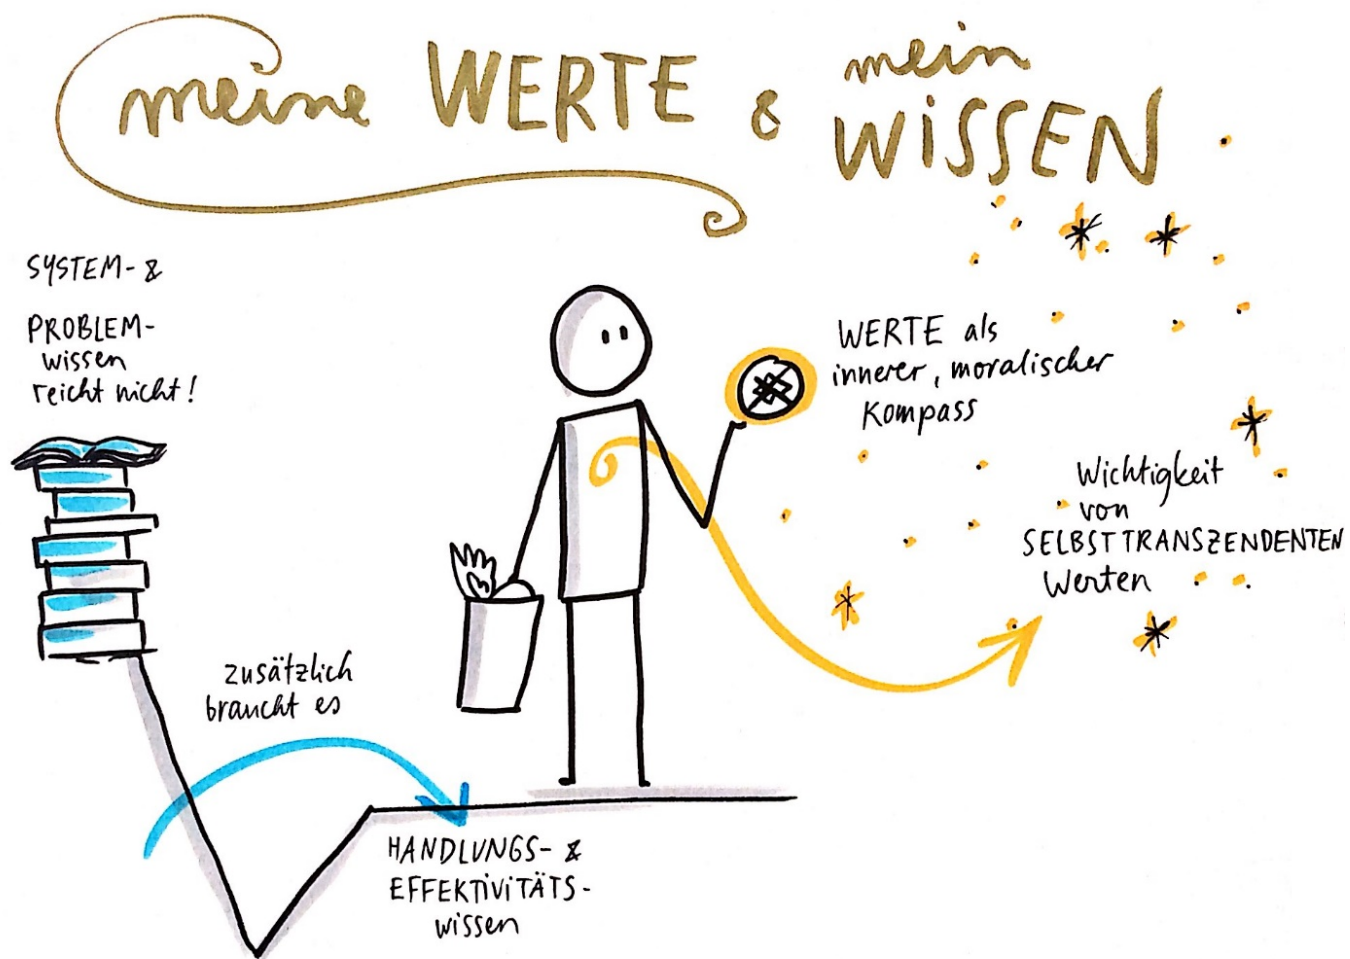 meine WERTE & mein
WiSSEN
SYSTEM- &
PROBLEM-
wissen
reicht nicht!
WERTE als
innerer, moralischer
Kompass
Wichtigkeit
von
SELBSTTRANSZENDENTEN
Werten
zusätzlich
braucht es
HANDLUNGS- &
EFFEKTiViTÄTS-
wissen